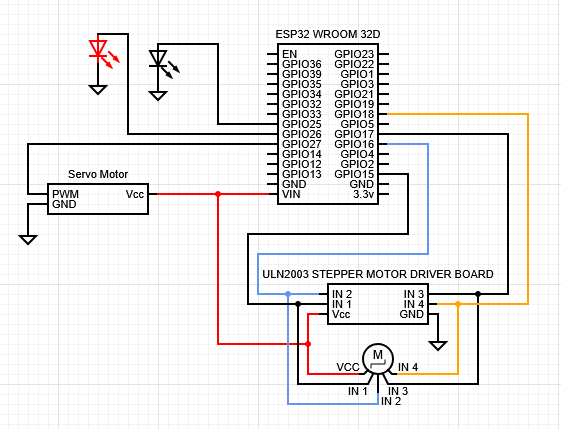 ESP32 WROOM 32D
EN GPIO23
GPIO36 GPIO22
GPIO39 GPIO1
GPIO35 GPIO3
GPIO34 GPIO21
GPIO32 GPIO19
GPIO33 GPIO18
GPIO25 GPIO5
GPIO26 GPIO17
GPIO27 GPIO16
GPIO14 GPIO4
GPIO12 GPIO2
GPIO13 GPIO15
GND GND
VIN 3.3v
Servo Motor
PWM Vcc
GND
ULN2003 STEPPER MOTOR DRIVER BOARD
IN 2 IN 3
IN 1 IN 4
Vcc GND
M
VCC IN 4
IN 1 IN 3
IN 2